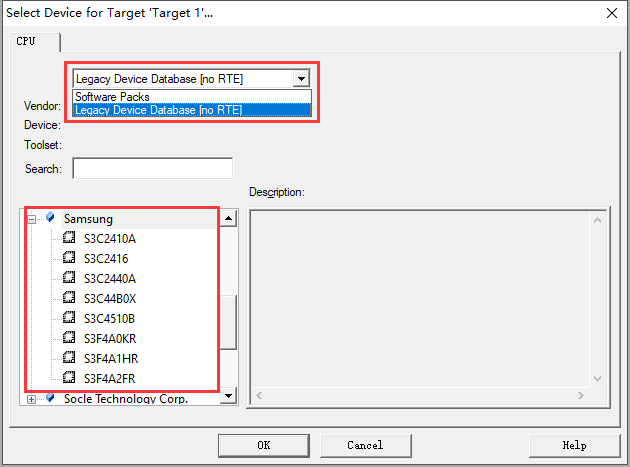 Select Device for Target 'Target 1'...
CPU
Legacy Device Database [no RTE]
Software Packs
Legacy Device Database [no RTE]
Vendor:
Device:
Toolset:
Search:
Description:
Samsung
S3C2410A
S3C2416
S3C2440A
S3C44B0X
S3C4510B
S3F4A0KR
S3F4A1HR
S3F4A2FR
Socle Technology Corp.
OK
Cancel
Help